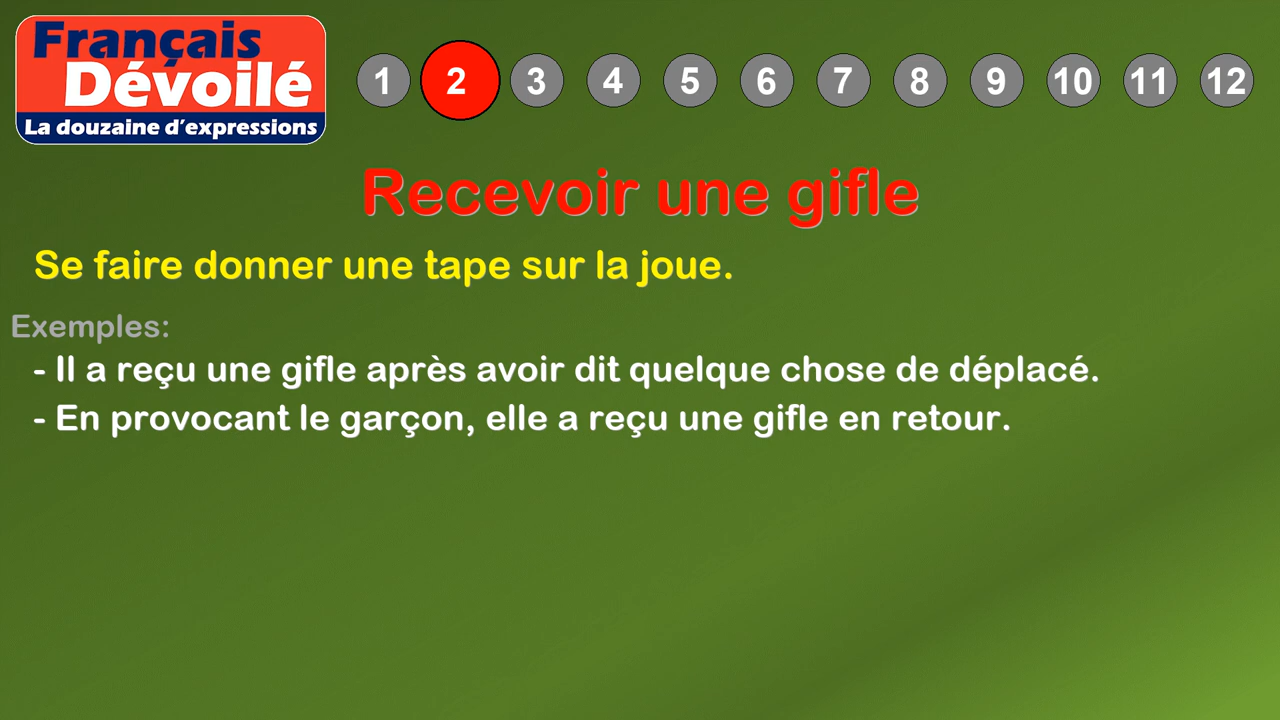 Français
Dévoilé
La douzaine d'expressions
1 2 3 4 5 6 7 8 9 10 11 12
Recevoir une gifle
Se faire donner une tape sur la joue.
Exemples:
- Il a reçu une gifle après avoir dit quelque chose de déplacé.
- En provocant le garçon, elle a reçu une gifle en retour.